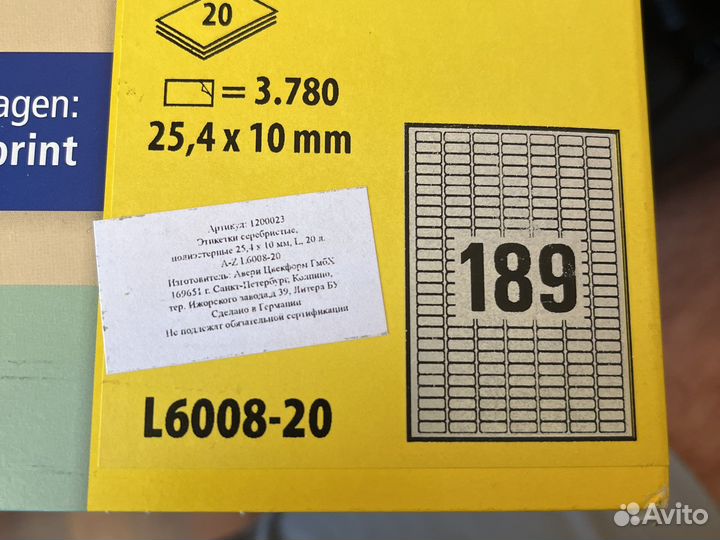 20
= 3.780
25,4 x 10 mm
agen:
print
Артикул: 1200023
Этикетки серебристые,
полиэстерные 25,4 х 10 мм, L, 20 л.
A-Z L6008-20
Изготовитель: Авери Цвекформ ГмбХ
169651 г. Санкт-Петербург, Колпино,
тер. Ижорского завода,д 39, Литера БУ
Сделано в Германии
Не подлежат обязательной сертификации
189
L6008-20
Avito